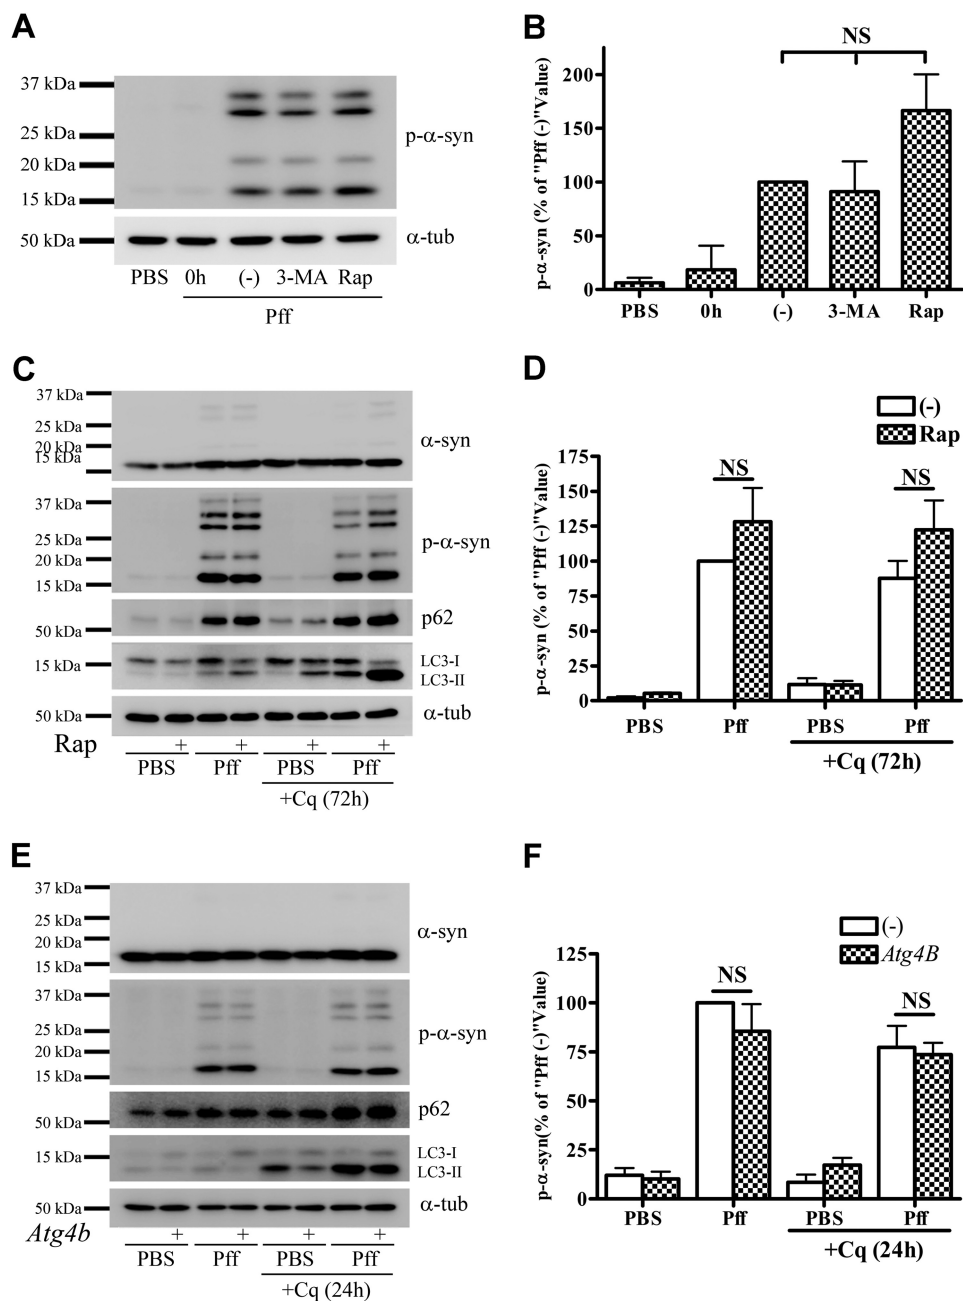 A
37 kDa
25 kDa
20 kDa
15 kDa
p-α-syn
50 kDa
α-tub
PBS 0h (-) 3-MA Rap
Pff
B
NS
p-α-syn (% of "Pff (-)"Value)
200
150
100
50
0
PBS 0h (-) 3-MA Rap
C
37 kDa
25 kDa
20 kDa
15 kDa
α-syn
37 kDa
25 kDa
20 kDa
15 kDa
p-α-syn
50 kDa
p62
15 kDa
LC3-I
LC3-II
50 kDa
α-tub
Rap + + + +
PBS Pff PBS Pff
+Cq (72h)
D
(-)
Rap
p-α-syn (% of "Pff (-)"Value)
175
150
125
100
75
50
25
0
NS NS
PBS Pff PBS Pff
+Cq (72h)
E
37 kDa
25 kDa
20 kDa
15 kDa
α-syn
37 kDa
25 kDa
20 kDa
15 kDa
p-α-syn
50 kDa
p62
15 kDa
LC3-I
LC3-II
50 kDa
α-tub
Atg4b + + + +
PBS Pff PBS Pff
+Cq (24h)
F
(-)
Atg4B
p-α-syn(% of "Pff (-)"Value)
125
100
75
50
25
0
NS NS
PBS Pff PBS Pff
+Cq (24h)